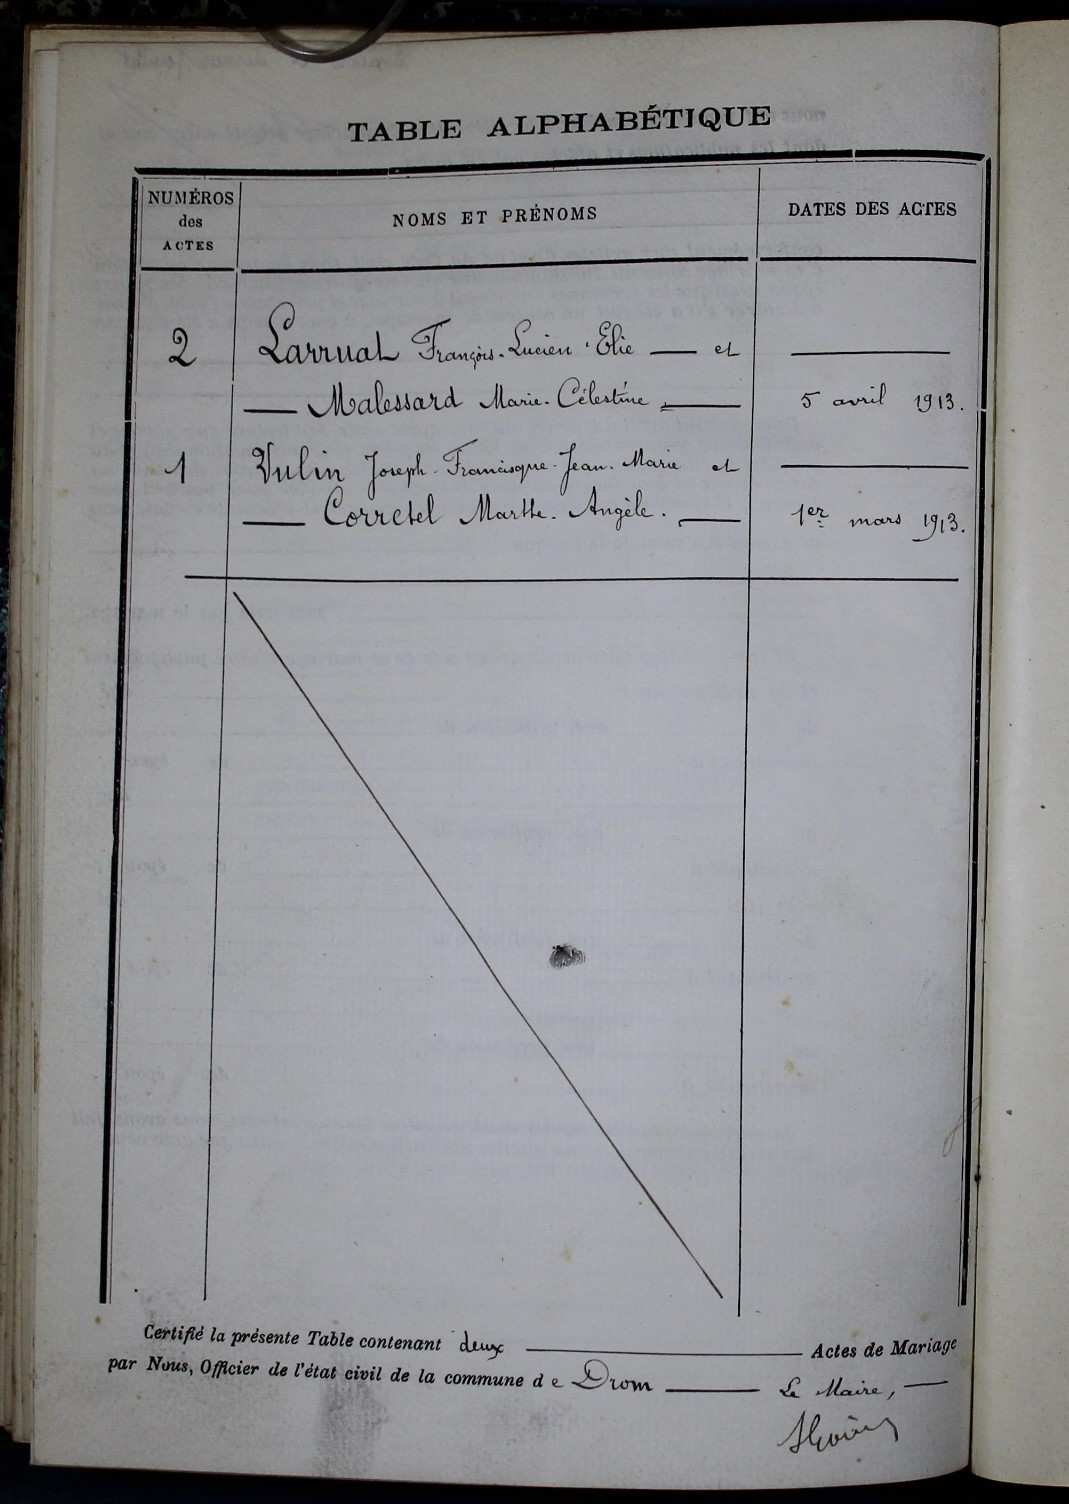 TABLE ALPHABÉTIQUE
NUMÉROS des ACTES
NOMS ET PRÉNOMS
DATES DES ACTES
2 Larruat François-Lucien-Elie — et —
— Malessard Marie-Célestine, — 5 avril 1913.
1 Vulin Joseph-Francisque-Jean-Marie et —
— Corretel Marthe-Angèle. — 1er mars 1913.
Certifié la présente Table contenant deux — Actes de Mariage
par Nous, Officier de l'état civil de la commune de Drom — Le Maire, —